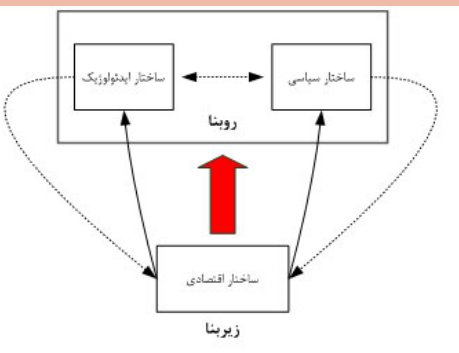 ساختار سیاسی
ساختار ایدئولوژیک
روبنا
ساختار اقتصادی
زیربنا